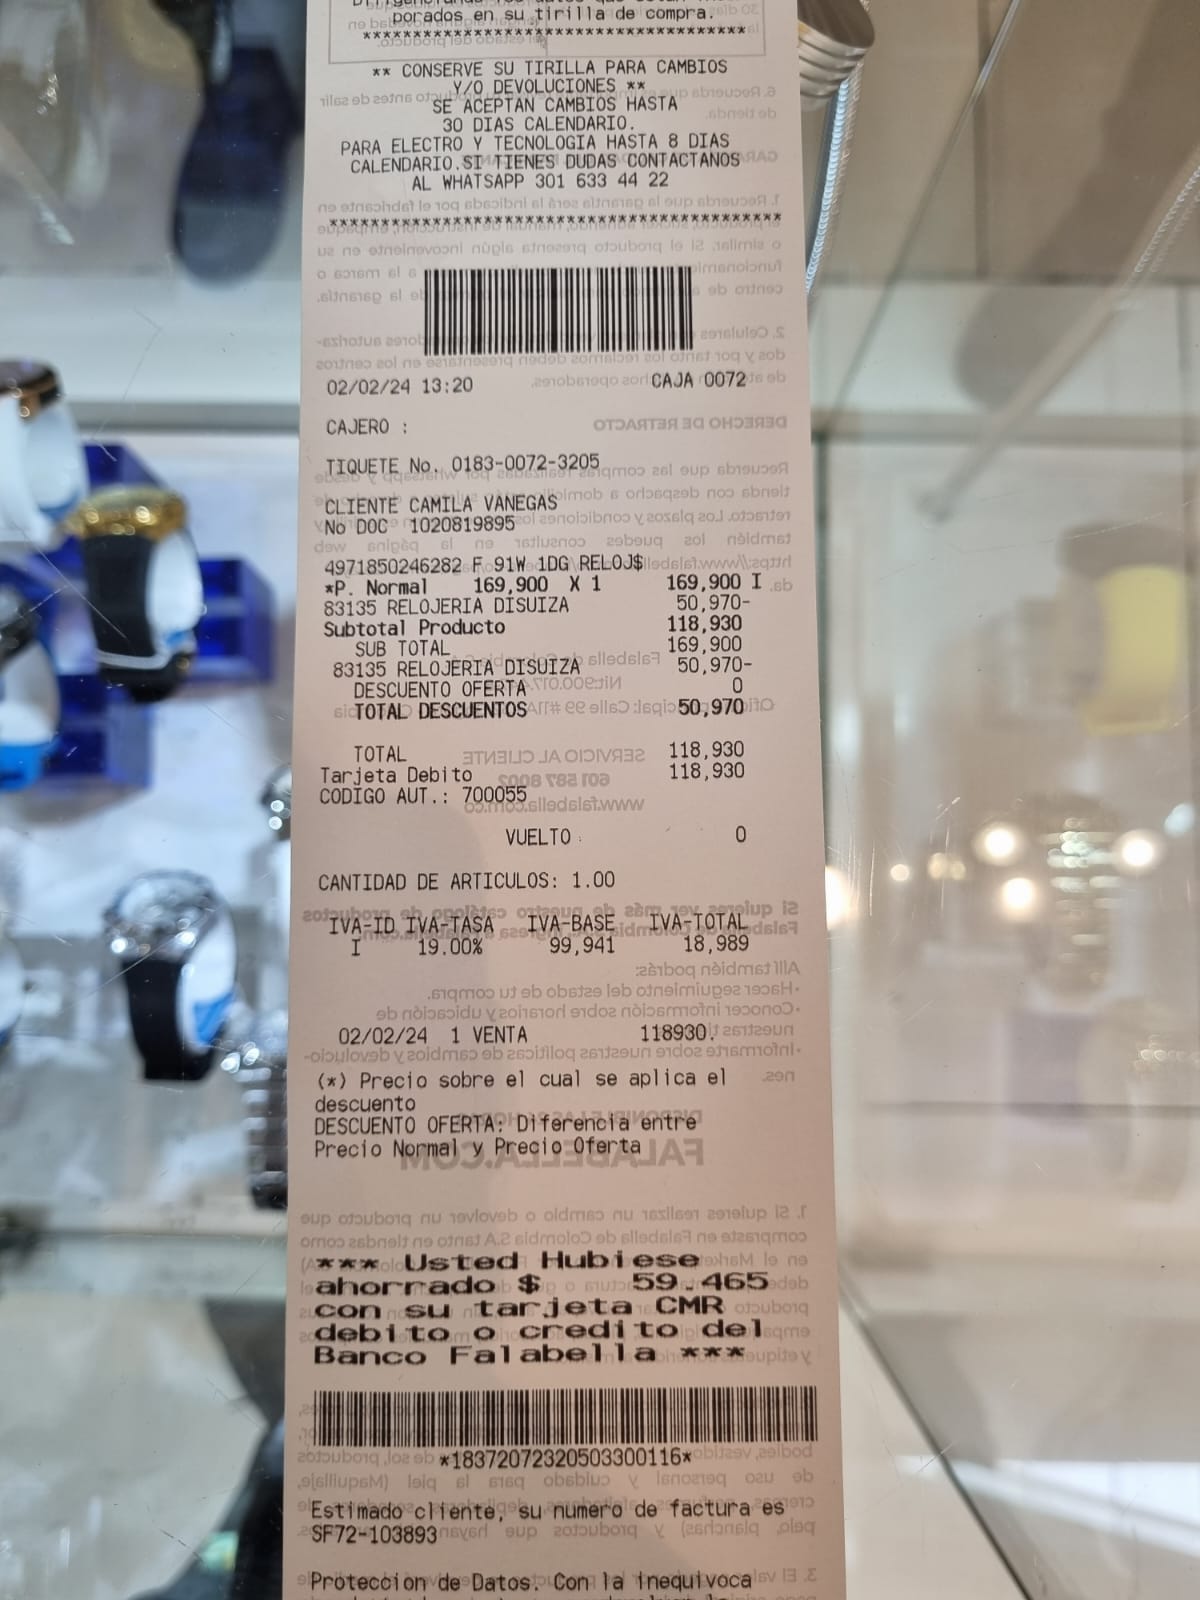 porados en su tirilla de compra.
************************************
** CONSERVE SU TIRILLA PARA CAMBIOS
Y/O DEVOLUCIONES **
SE ACEPTAN CAMBIOS HASTA
30 DIAS CALENDARIO.
PARA ELECTRO Y TECNOLOGIA HASTA 8 DIAS
CALENDARIO.SI TIENES DUDAS CONTACTANOS
AL WHATSAPP 301 633 44 22
******************************************
02/02/24 13:20 CAJA 0072
CAJERO :
TIQUETE No. 0183-0072-3205
CLIENTE CAMILA VANEGAS
No DOC 1020819895
4971850246282 F 91W 1DG RELOJ$
*P. Normal 169,900 X 1 169,900 I
83135 RELOJERIA DISUIZA 50,970-
Subtotal Producto 118,930
SUB TOTAL 169,900
83135 RELOJERIA DISUIZA 50,970-
DESCUENTO OFERTA 0
TOTAL DESCUENTOS 50,970
TOTAL 118,930
Tarjeta Debito 118,930
CODIGO AUT.: 700055
VUELTO 0
CANTIDAD DE ARTICULOS: 1.00
IVA-ID IVA-TASA IVA-BASE IVA-TOTAL
I 19.00% 99,941 18,989
02/02/24 1 VENTA 118930.
(*) Precio sobre el cual se aplica el
descuento
DESCUENTO OFERTA: Diferencia entre
Precio Normal y Precio Oferta
*** Usted Hubiese
ahorrado $ 59.465
con su tarjeta CMR
debito o credito del
Banco Falabella ***
*18372072320503300116*
Estimado cliente, su numero de factura es
SF72-103893
Proteccion de Datos. Con la inequivoca